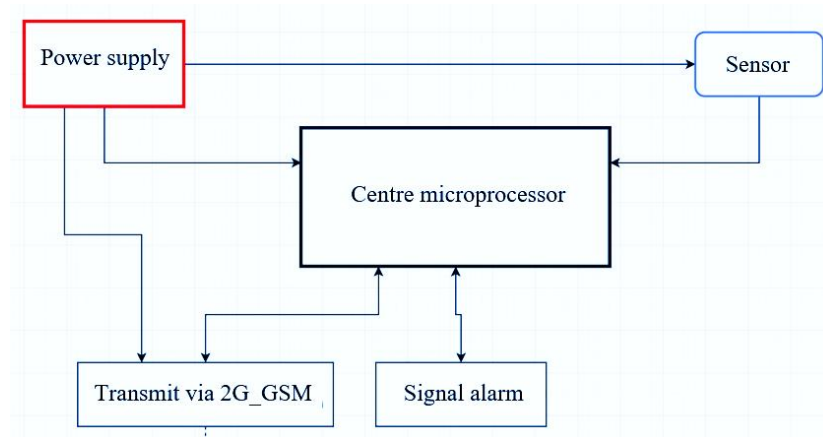 Power supply
Sensor
Centre microprocessor
Transmit via 2G_GSM
Signal alarm